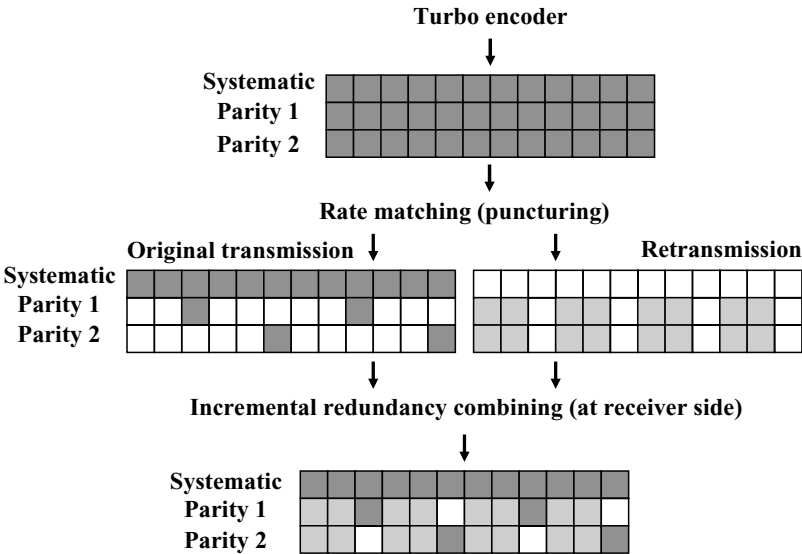 Turbo encoder
Systematic
Parity 1
Parity 2
Rate matching (puncturing)
Original transmission
Retransmission
Systematic
Parity 1
Parity 2
Incremental redundancy combining (at receiver side)
Systematic
Parity 1
Parity 2